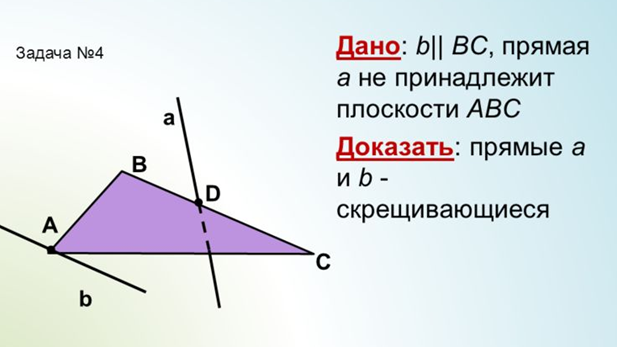 Задача №4
Дано: b|| BC, прямая
a не принадлежит
плоскости ABC
Доказать: прямые a
и b -
скрещивающиеся
a
B
D
A
C
b